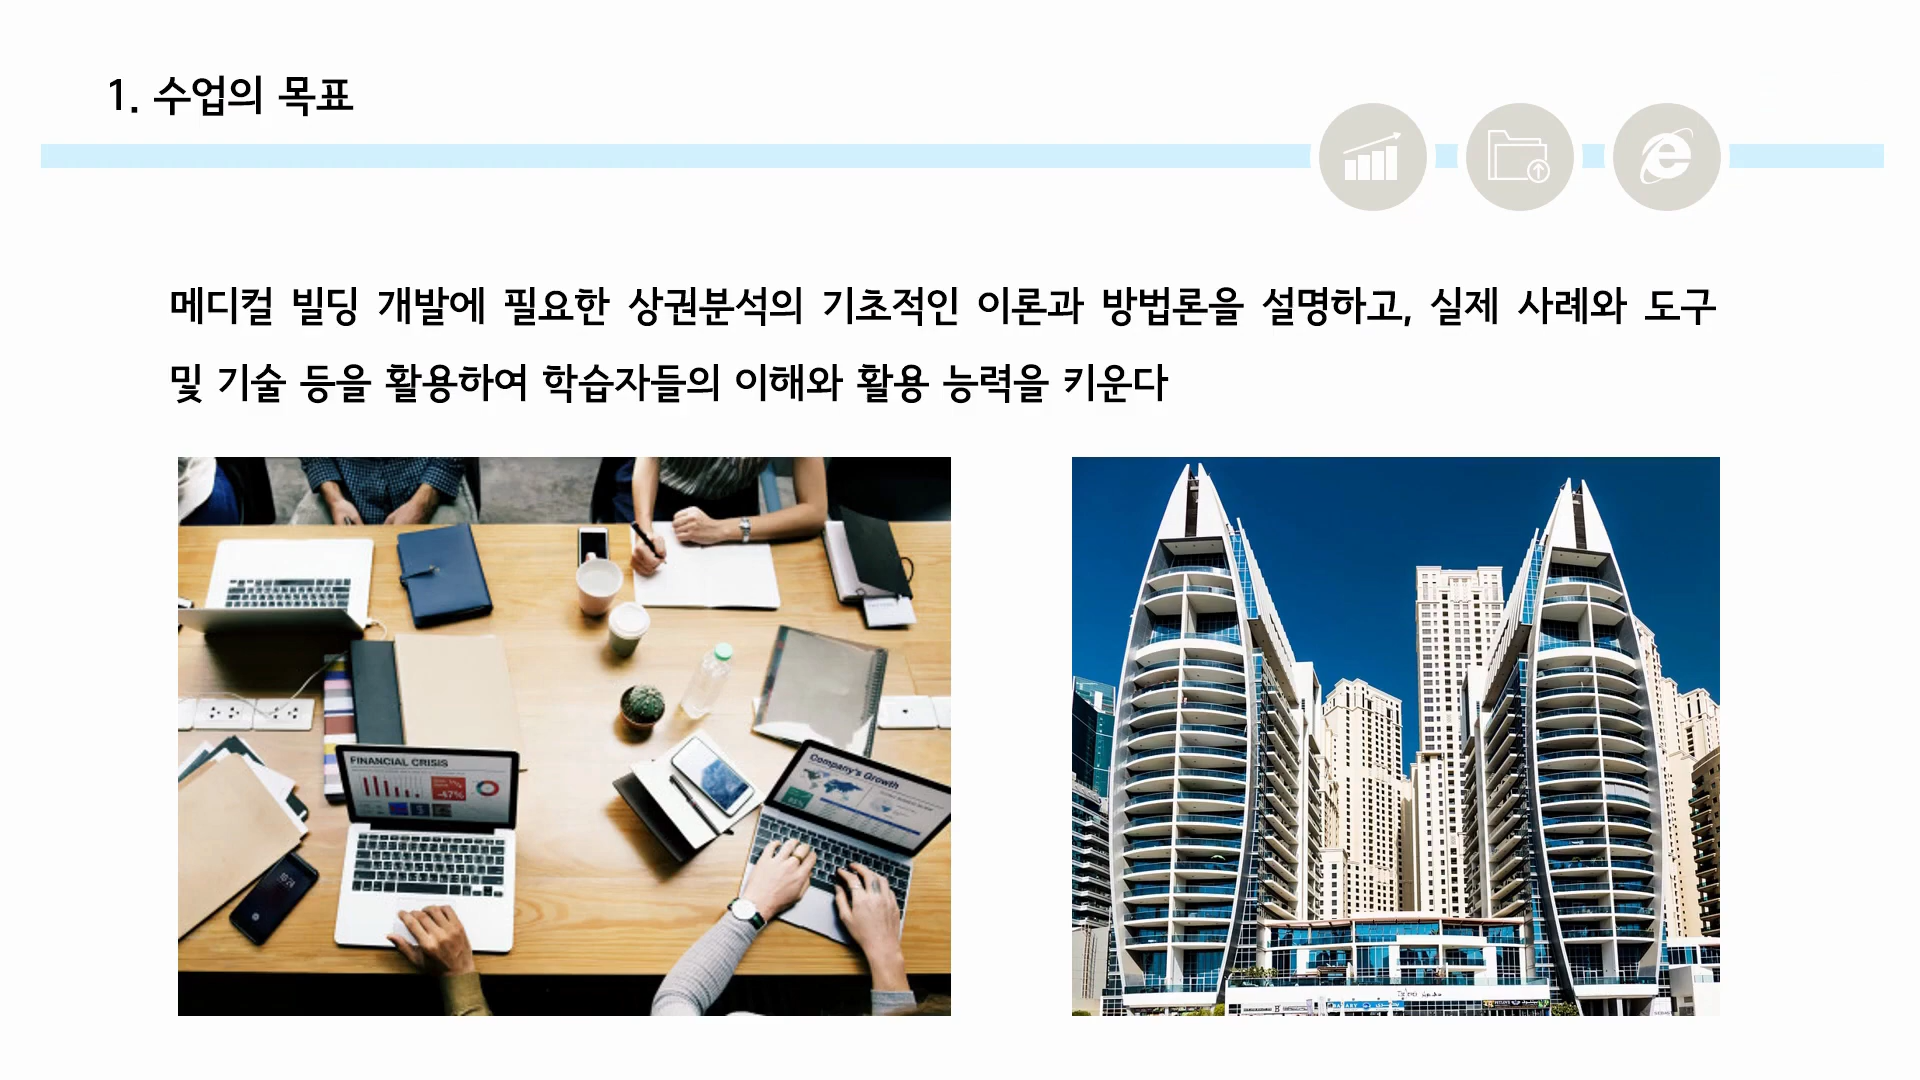 1. 수업의 목표
메디컬 빌딩 개발에 필요한 상권분석의 기초적인 이론과 방법론을 설명하고, 실제 사례와 도구
및 기술 등을 활용하여 학습자들의 이해와 활용 능력을 키운다
FINANCIAL CRISIS
-47%
Company's Growth
10:24